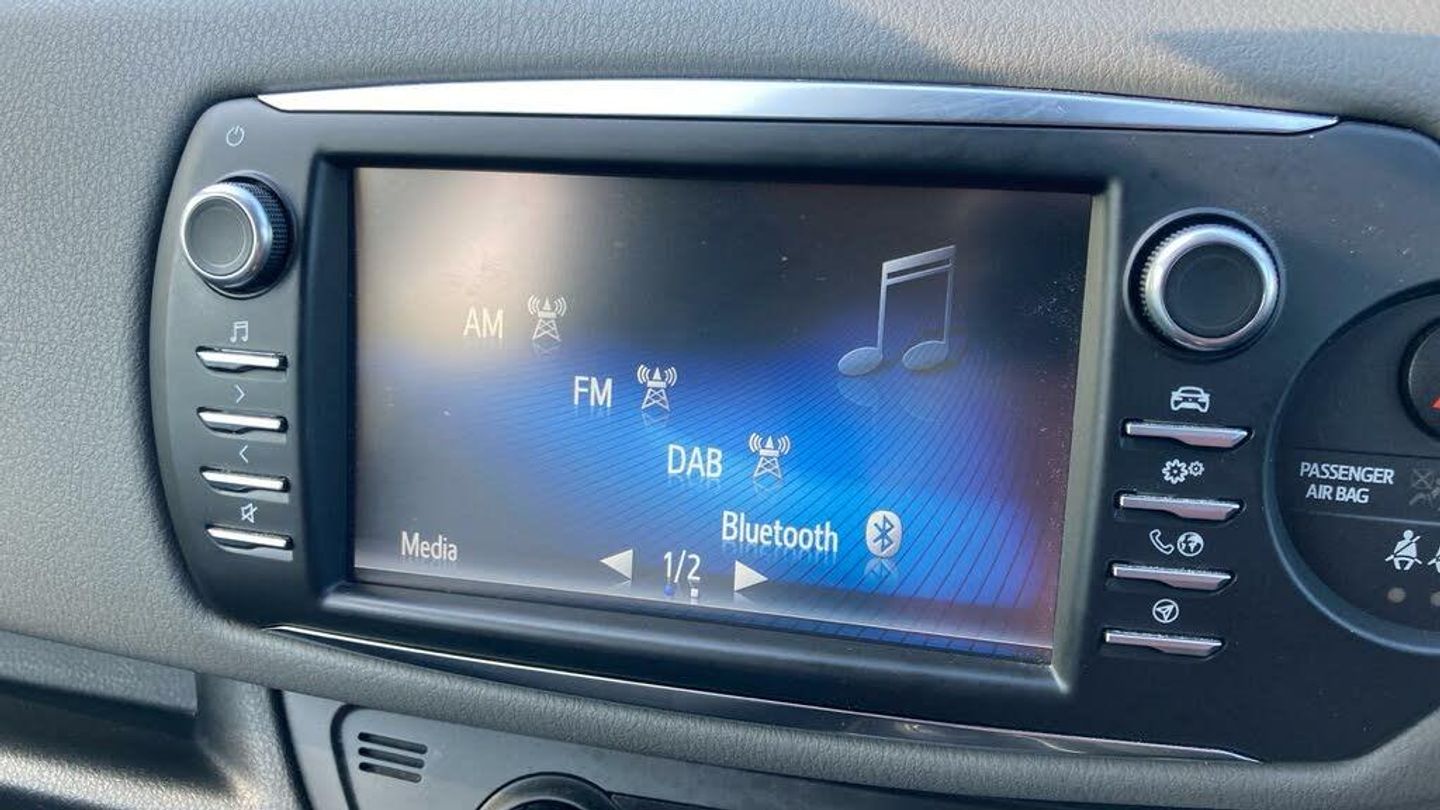 AM
FM
DAB
Bluetooth
Media
1/2
PASSENGER
AIR BAG